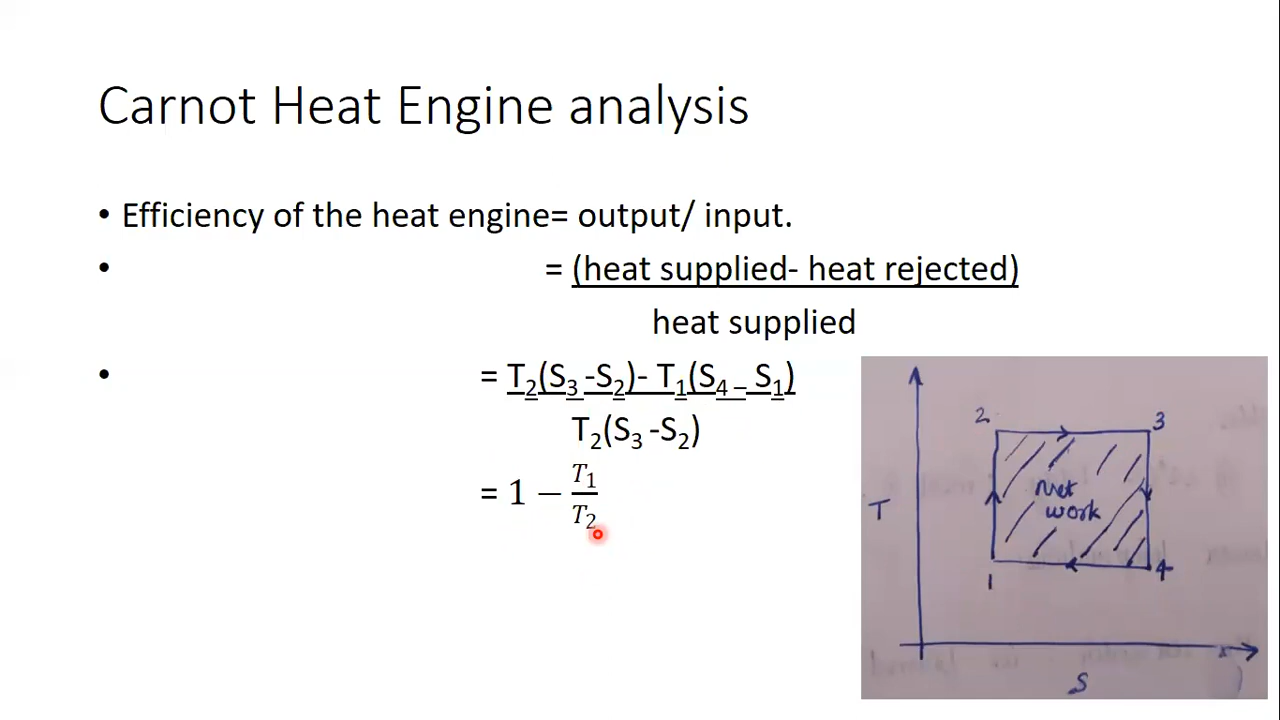 Carnot Heat Engine analysis
• Efficiency of the heat engine= output/ input.
• = (heat supplied- heat rejected)
heat supplied
• = T₂(S₃ -S₂)- T₁(S₄ – S₁)
T₂(S₃ -S₂)
= 1 − T₁/T₂
2 3
Net
work
T
1 4
S